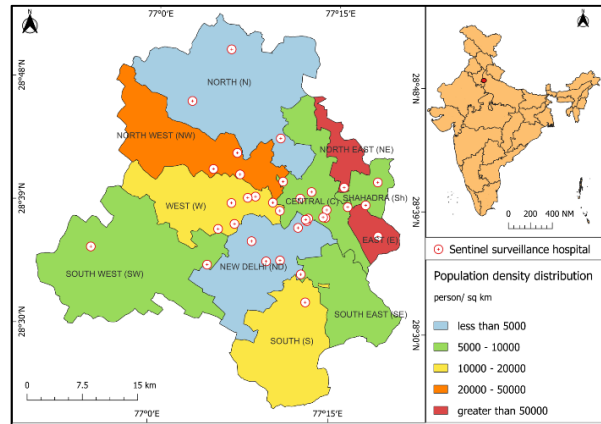 77°0'E
77°15'E
N
N
28°48'N
28°48'N
NORTH (N)
NORTH WEST (NW)
NORTH EAST (NE)
28°39'N
28°39'N
WEST (W)
CENTRAL (C)
SHAHADRA (Sh)
EAST (E)
SOUTH WEST (SW)
NEW DELHI (ND)
SOUTH EAST (SE)
SOUTH (S)
28°30'N
28°30'N
0 7.5 15 km
77°0'E
77°15'E
0 200 400 NM
Sentinel surveillance hospital
Population density distribution
person/ sq km
less than 5000
5000 - 10000
10000 - 20000
20000 - 50000
greater than 50000